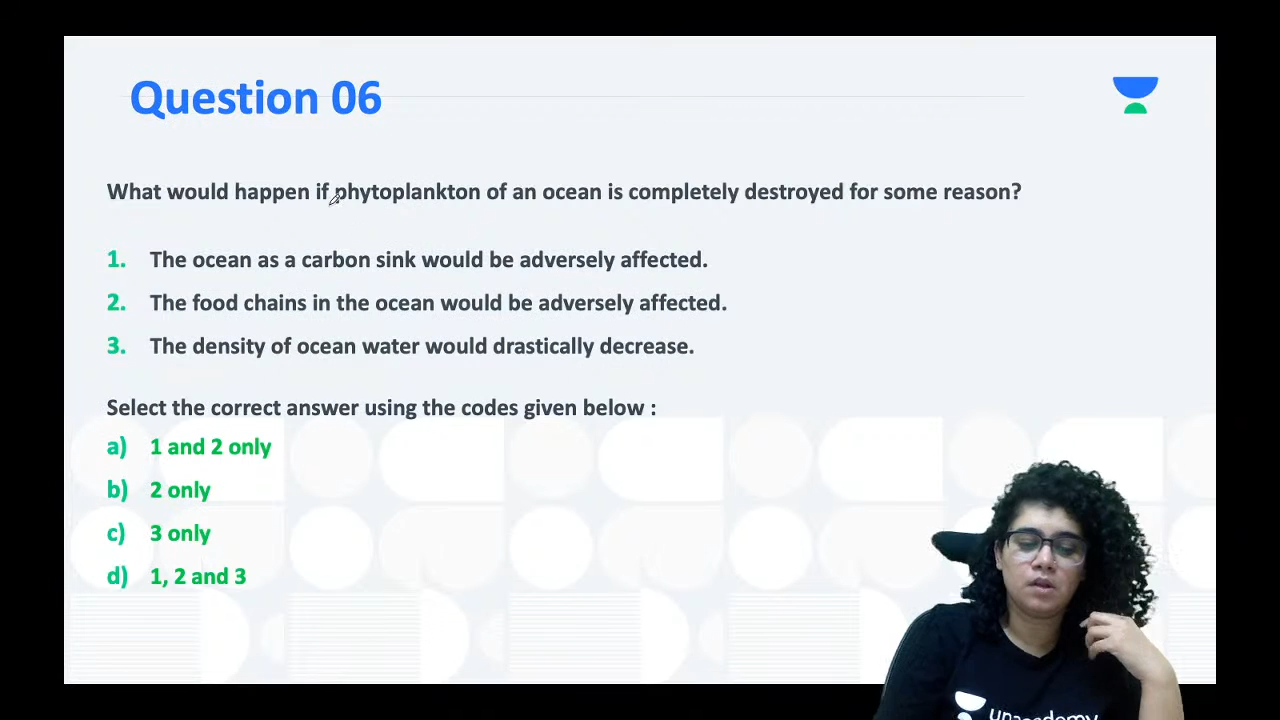 Question 06
What would happen if phytoplankton of an ocean is completely destroyed for some reason?
1. The ocean as a carbon sink would be adversely affected.
2. The food chains in the ocean would be adversely affected.
3. The density of ocean water would drastically decrease.
Select the correct answer using the codes given below :
a) 1 and 2 only
b) 2 only
c) 3 only
d) 1, 2 and 3
unacademy